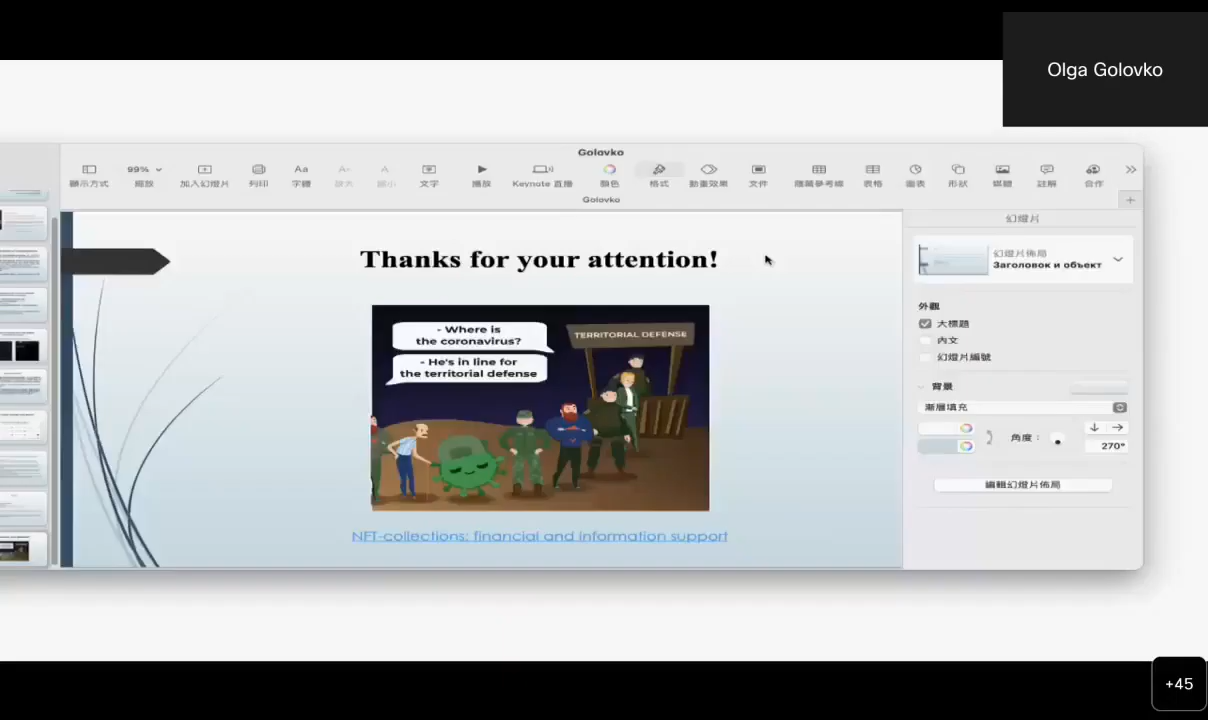 Olga Golovko
Golovko
99%
顯示方式
縮放
加入幻燈片
列印
字體
放大
縮小
文字
播放
Keynote 直播
顏色
格式
動畫效果
文件
隱藏參考線
表格
圖表
形狀
媒體
註解
合作
Golovko
幻燈片
Thanks for your attention!
幻燈片佈局
Заголовок и объект
- Where is
the coronavirus?
- He's in line for
the territorial defense
TERRITORIAL DEFENSE
外觀
大標題
內文
幻燈片編號
背景
漸層填充
角度：
270°
編輯幻燈片佈局
NFT-collections: financial and information support
+45